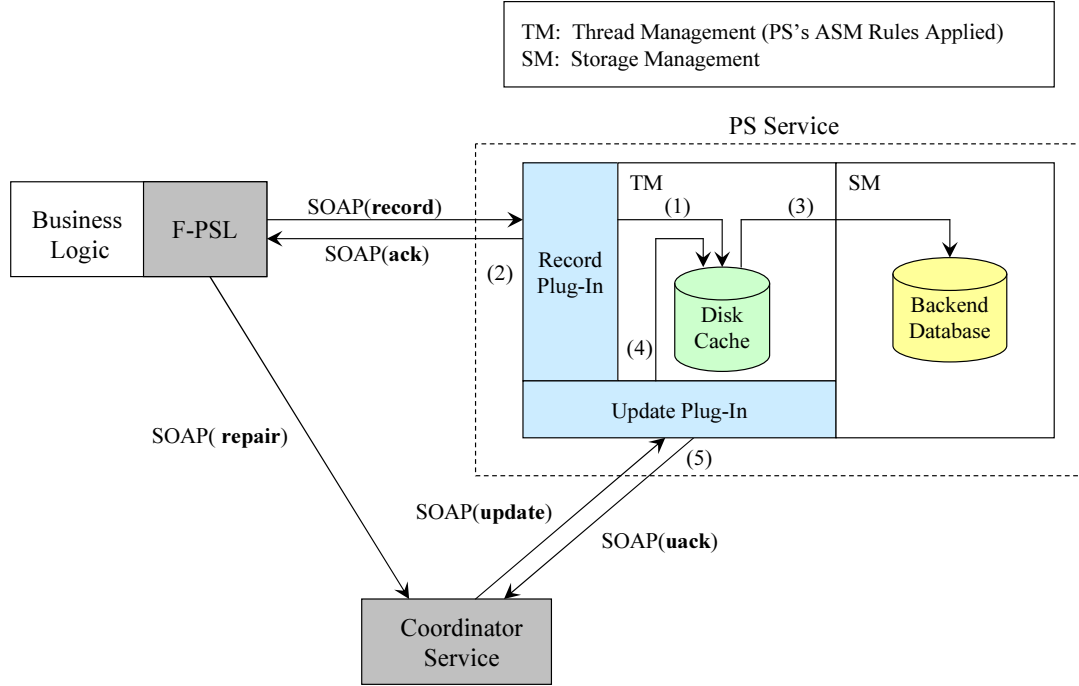 TM: Thread Management (PS's ASM Rules Applied)
SM: Storage Management
PS Service
Business
Logic
F-PSL
SOAP(record)
SOAP(ack)
(2)
Record
Plug-In
TM
(1)
(3)
SM
Disk
Cache
Backend
Database
(4)
Update Plug-In
(5)
SOAP( repair)
SOAP(update)
SOAP(uack)
Coordinator
Service